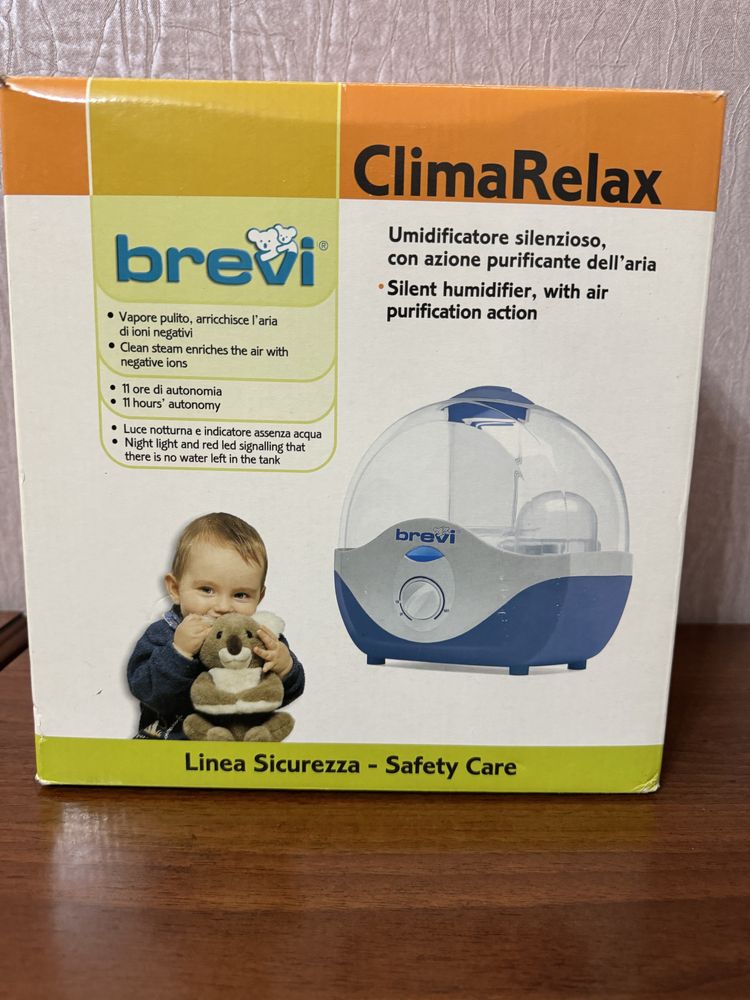 ClimaRelax
brevi®
Umidificatore silenzioso,
con azione purificante dell'aria
•Silent humidifier, with air
purification action
• Vapore pulito, arricchisce l'aria
di ioni negativi
• Clean steam enriches the air with
negative ions
• 11 ore di autonomia
• 11 hours' autonomy
• Luce notturna e indicatore assenza acqua
• Night light and red led signalling that
there is no water left in the tank
brevi
Linea Sicurezza - Safety Care